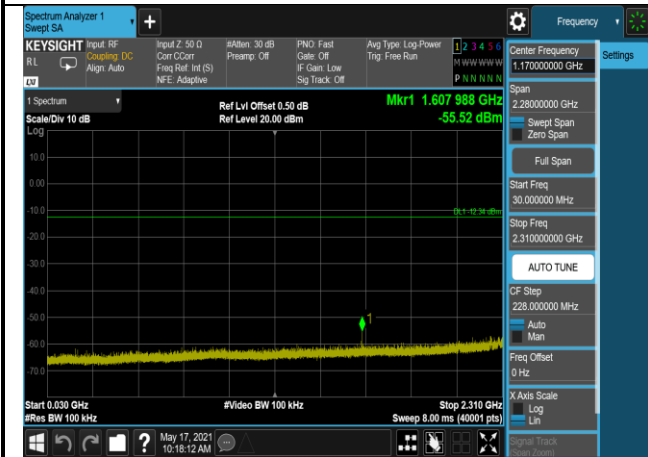 Spectrum Analyzer 1
Swept SA
+
Frequency
KEYSIGHT
RL
LXI
Input: RF
Coupling: DC
Align: Auto
Input Z: 50 Ω
Corr CCorr
Freq Ref: Int (S)
NFE: Adaptive
#Atten: 30 dB
Preamp: Off
PNO: Fast
Gate: Off
IF Gain: Low
Sig Track: Off
Avg Type: Log-Power
Trig: Free Run
1 2 3 4 5 6
M W W W W W
P N N N N N
1 Spectrum
Scale/Div 10 dB
Log
Ref Lvl Offset 0.50 dB
Ref Level 20.00 dBm
Mkr1 1.607 988 GHz
-55.52 dBm
10.0
0.00
-10.0
DL1 -12.34 dBm
-20.0
-30.0
-40.0
-50.0
1
-60.0
-70.0
Start 0.030 GHz
#Res BW 100 kHz
#Video BW 100 kHz
Stop 2.310 GHz
Sweep 8.00 ms (40001 pts)
?
May 17, 2021
10:18:12 AM
Center Frequency
1.170000000 GHz
Settings
Span
2.28000000 GHz
Swept Span
Zero Span
Full Span
Start Freq
30.000000 MHz
Stop Freq
2.310000000 GHz
AUTO TUNE
CF Step
228.000000 MHz
Auto
Man
Freq Offset
0 Hz
X Axis Scale
Log
Lin
Signal Track
(Span Zoom)